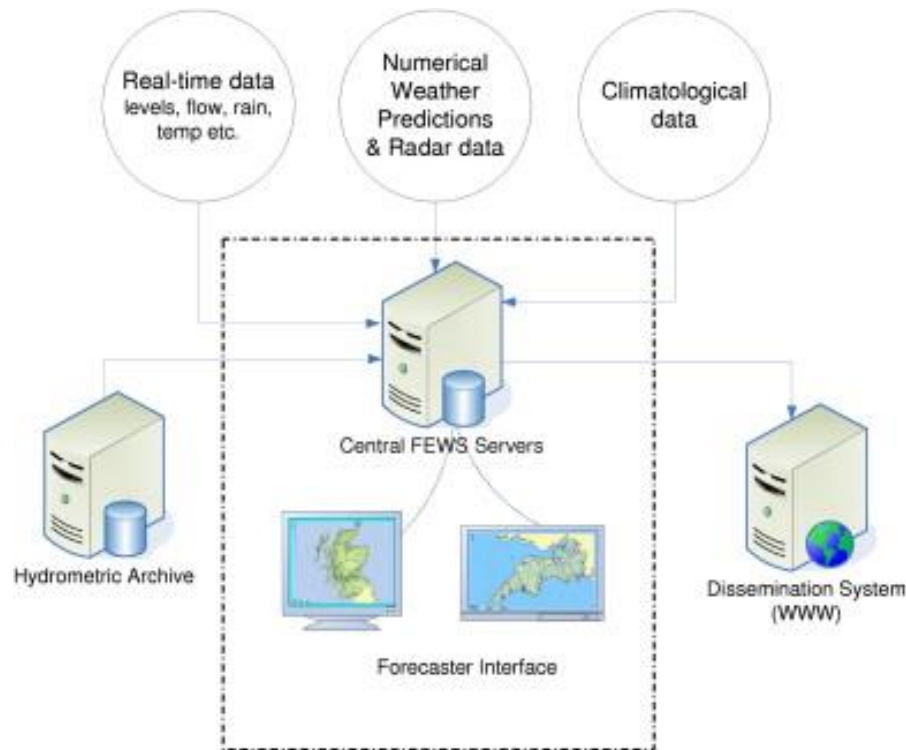 Real-time data
levels, flow, rain,
temp etc.
Numerical
Weather
Predictions
& Radar data
Climatological
data
Central FEWS Servers
Hydrometric Archive
Dissemination System
(WWW)
Forecaster Interface